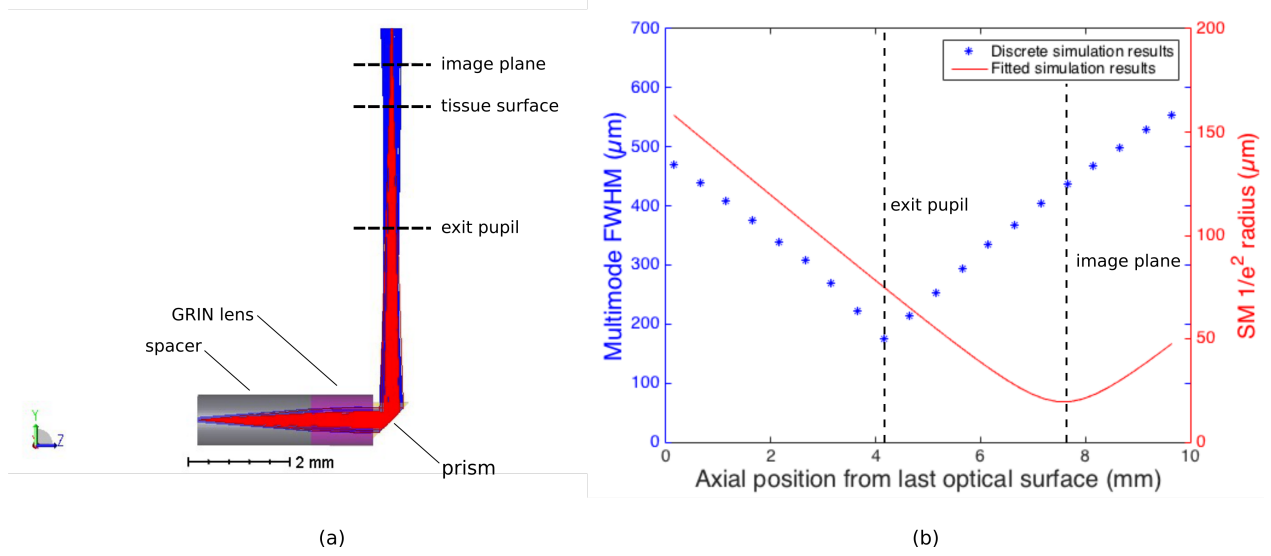 image plane
tissue surface
exit pupil
GRIN lens
spacer
Y
Z
2 mm
prism
(a)
700
600
500
400
300
200
100
0
Multimode FWHM (µm)
Discrete simulation results
Fitted simulation results
exit pupil
image plane
200
150
100
50
0
SM 1/e² radius (µm)
0 2 4 6 8 10
Axial position from last optical surface (mm)
(b)